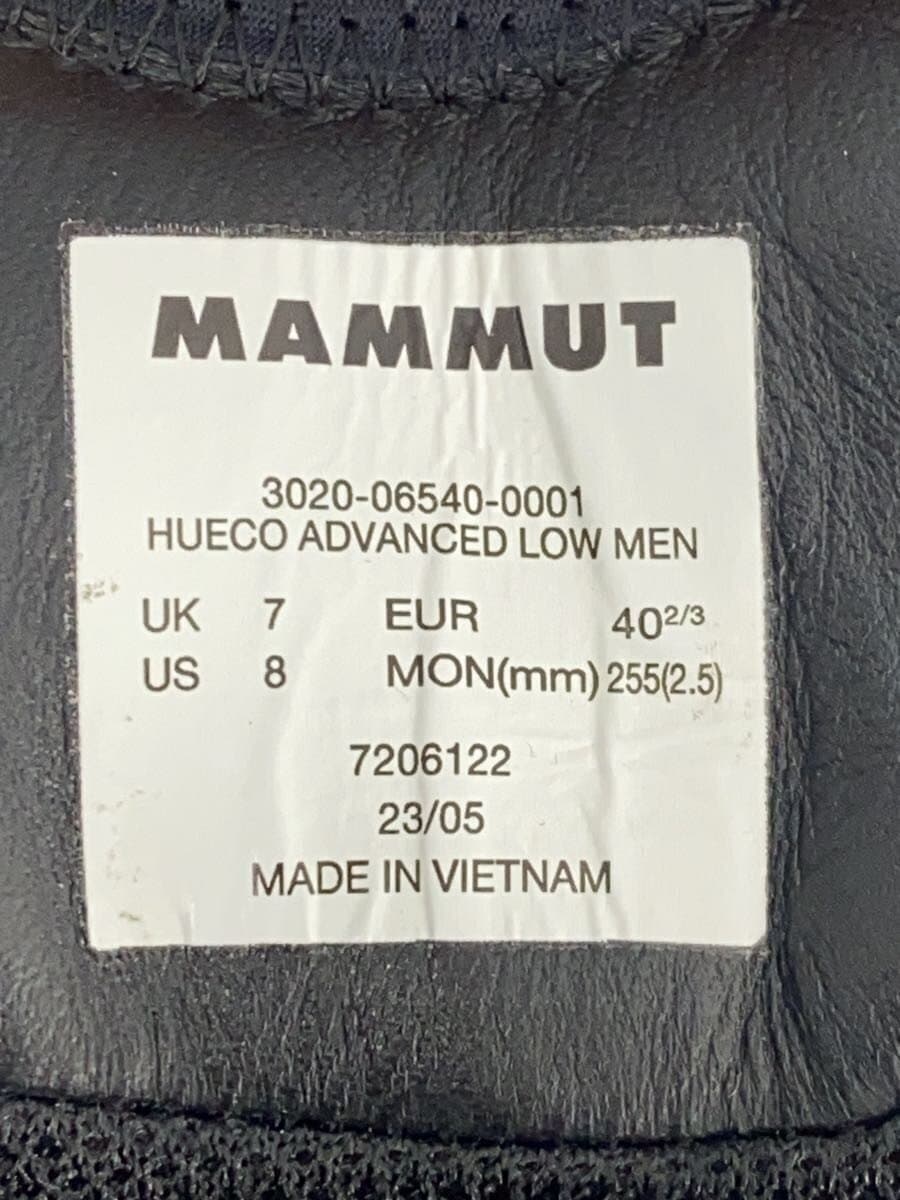 MAMMUT
3020-06540-0001
HUECO ADVANCED LOW MEN
UK 7 EUR 40 2/3
US 8 MON(mm) 255(2.5)
7206122
23/05
MADE IN VIETNAM